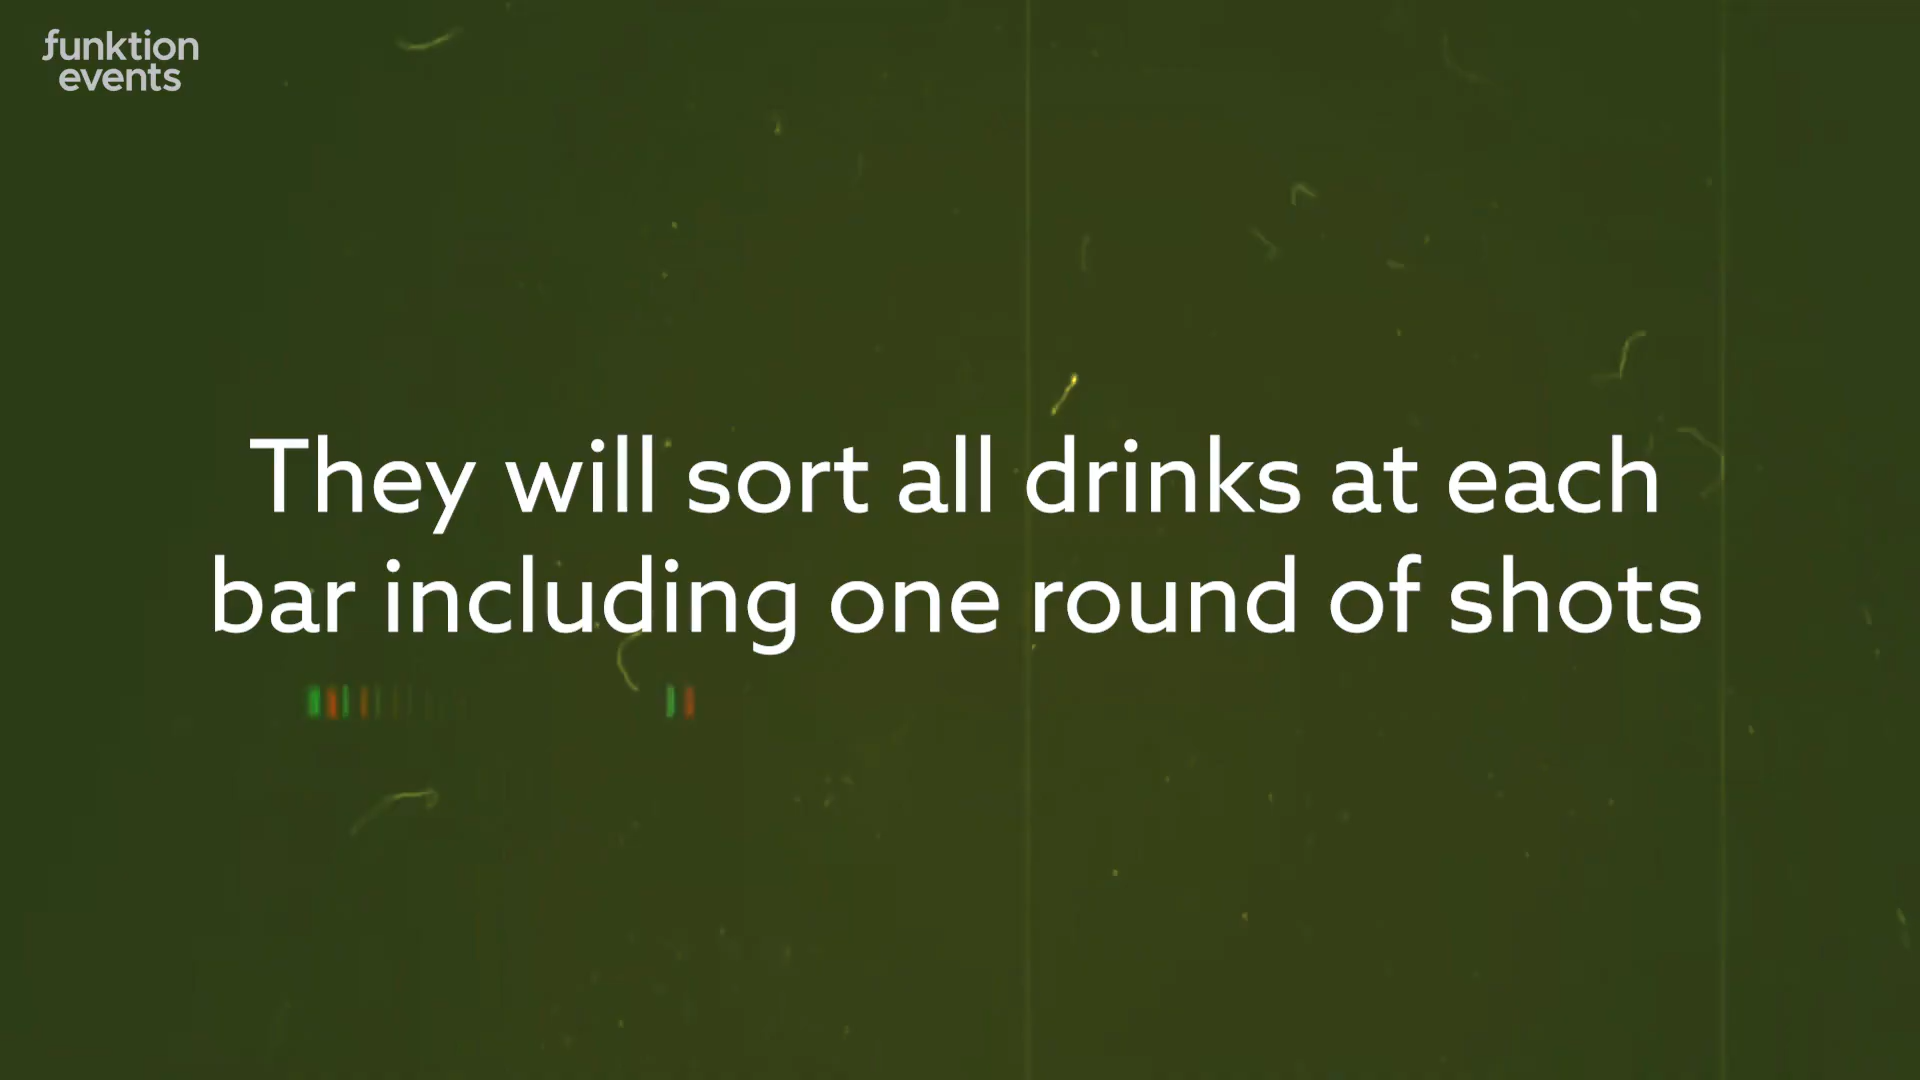 funktion
events
They will sort all drinks at each
bar including one round of shots